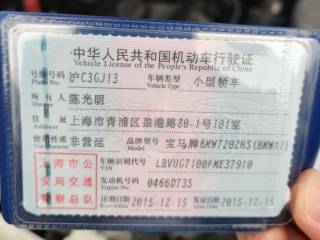 中华人民共和国机动车行驶证
Vehicle License of the People's Republic of China
号牌号码 沪C3GJ13 车辆类型 小型轿车
Plate No. Vehicle Type
所有人 陈光明
Owner
住址 上海市青浦区盈港路80-1号101室
Address
使用性质 非营运 品牌型号 宝马牌BMW7202HS(BMWX1)
Use Character Model
上海市公 车辆识别代号 LBVUG7100FME37910
VIN
安局交通 发动机号码 0466D735
Engine No.
警察总队 注册日期 2015-12-15 发证日期 2015-12-15
Register Date Issue Date